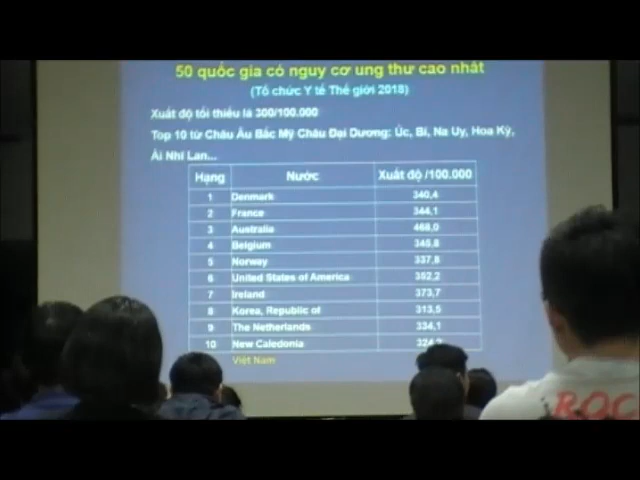 50 quốc gia có nguy cơ ung thư cao nhất
(Tổ chức Y tế Thế giới 2018)
Xuất độ tối thiểu là 300/100.000
Top 10 từ Châu Âu Bắc Mỹ Châu Đại Dương: Úc, Bỉ, Na Uy, Hoa Kỳ,
Ái Nhĩ Lan...
Hạng Nước Xuất độ /100.000
1 Denmark 340,4
2 France 344,1
3 Australia 468,0
4 Belgium 345,8
5 Norway 337,8
6 United States of America 352,2
7 Ireland 373,7
8 Korea, Republic of 313,5
9 The Netherlands 334,1
10 New Caledonia
Việt Nam
ROC